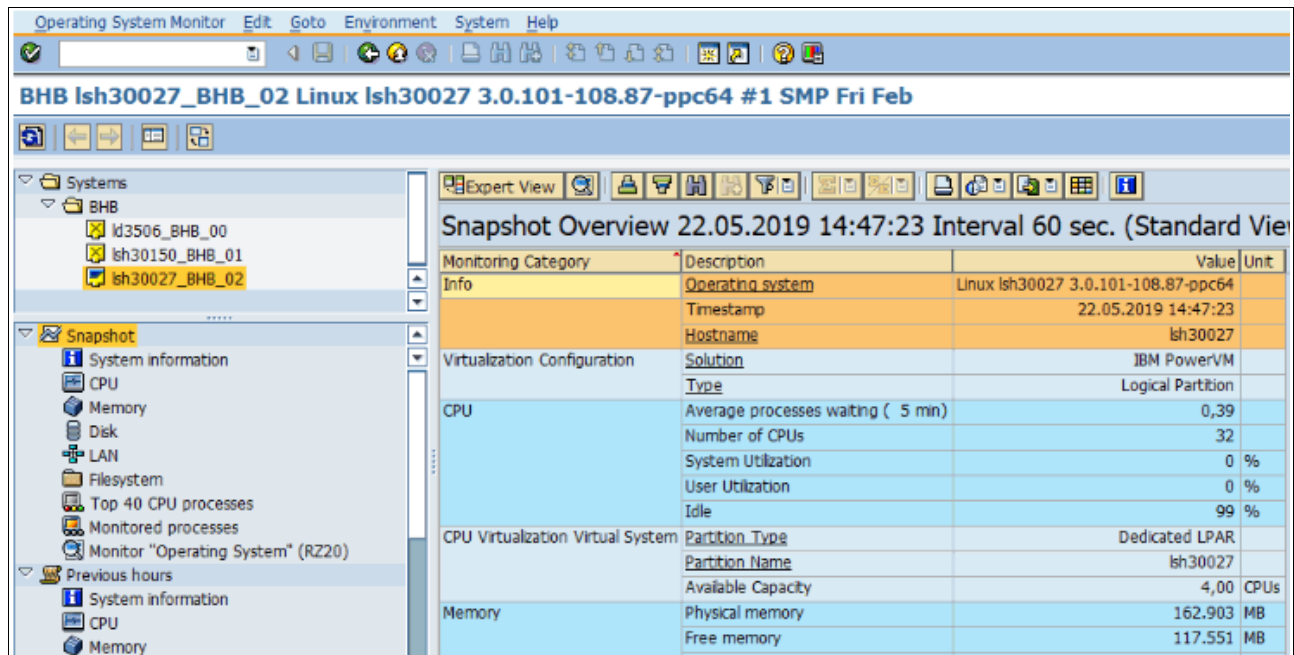 Operating System Monitor Edit Goto Environment System Help
BHB lsh30027_BHB_02 Linux lsh30027 3.0.101-108.87-ppc64 #1 SMP Fri Feb
Systems
BHB
ld3506_BHB_00
lsh30150_BHB_01
lsh30027_BHB_02
Snapshot
System information
CPU
Memory
Disk
LAN
Filesystem
Top 40 CPU processes
Monitored processes
Monitor "Operating System" (RZ20)
Previous hours
System information
CPU
Memory
Expert View
Snapshot Overview 22.05.2019 14:47:23 Interval 60 sec. (Standard Vie
Monitoring Category Description Value Unit
Info Operating system Linux lsh30027 3.0.101-108.87-ppc64
Timestamp 22.05.2019 14:47:23
Hostname lsh30027
Virtualization Configuration Solution IBM PowerVM
Type Logical Partition
CPU Average processes waiting ( 5 min) 0,39
Number of CPUs 32
System Utilization 0 %
User Utilization 0 %
Idle 99 %
CPU Virtualization Virtual System Partition Type Dedicated LPAR
Partition Name lsh30027
Available Capacity 4,00 CPUs
Memory Physical memory 162.903 MB
Free memory 117.551 MB